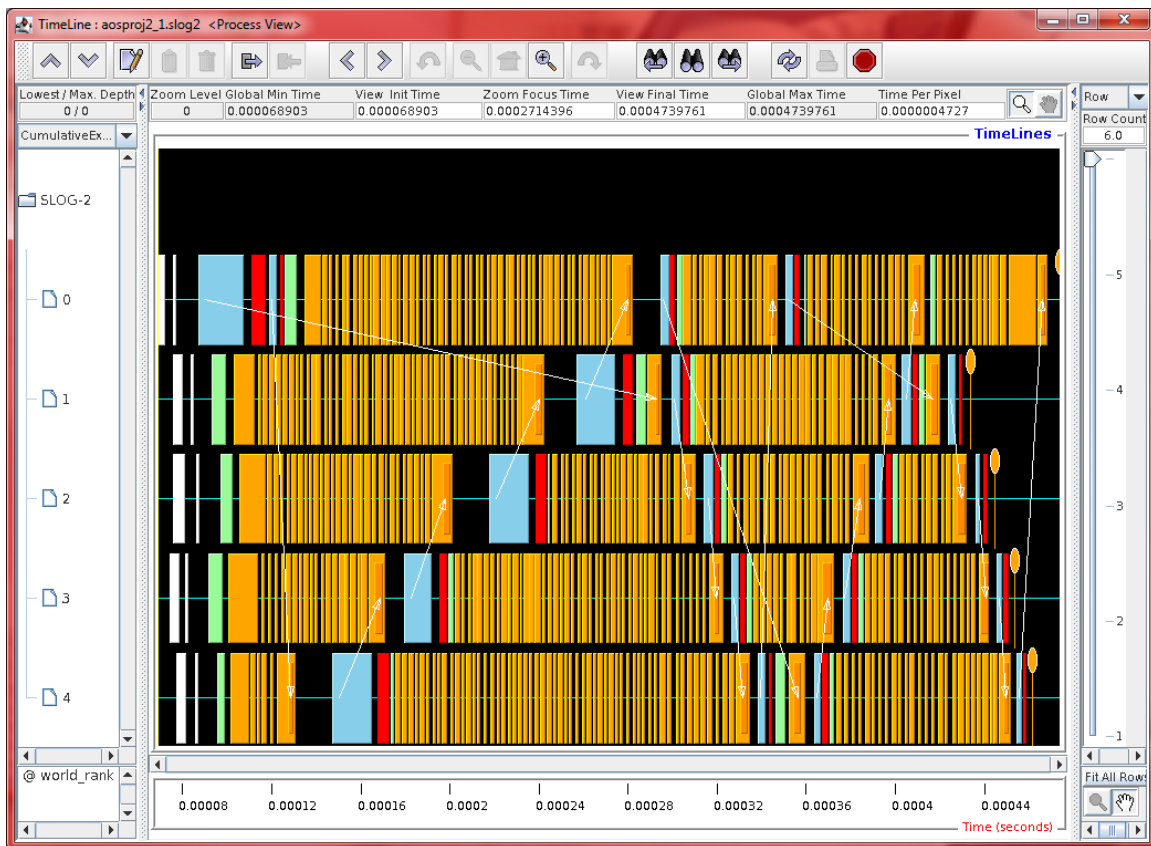 TimeLine : aosproj2_1.slog2 <Process View>
Lowest / Max. Depth
0 / 0
Zoom Level
0
Global Min Time
0.000068903
View Init Time
0.000068903
Zoom Focus Time
0.0002714396
View Final Time
0.0004739761
Global Max Time
0.0004739761
Time Per Pixel
0.0000004727
Row
Row Count
6.0
CumulativeEx...
TimeLines
SLOG-2
0
1
2
3
4
5
4
3
2
1
@ world_rank
Fit All Rows
0.00008
0.00012
0.00016
0.0002
0.00024
0.00028
0.00032
0.00036
0.0004
0.00044
Time (seconds)